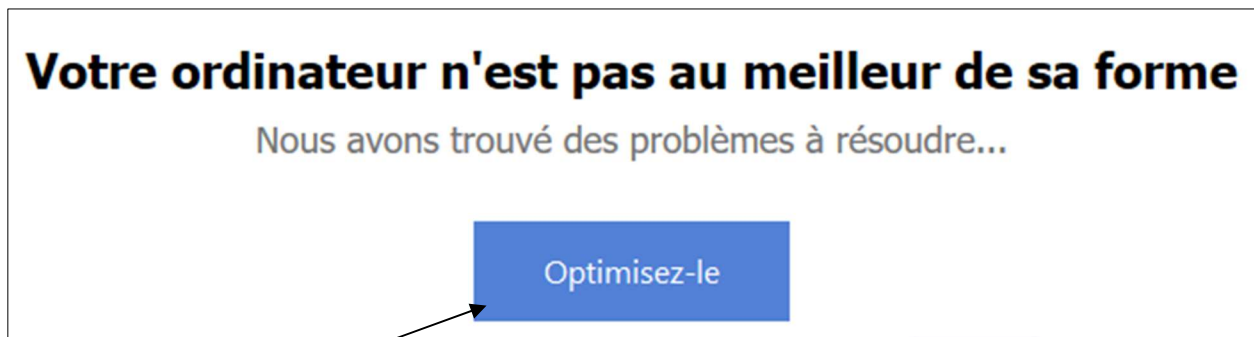 Votre ordinateur n'est pas au meilleur de sa forme
Nous avons trouvé des problèmes à résoudre...
Optimisez-le